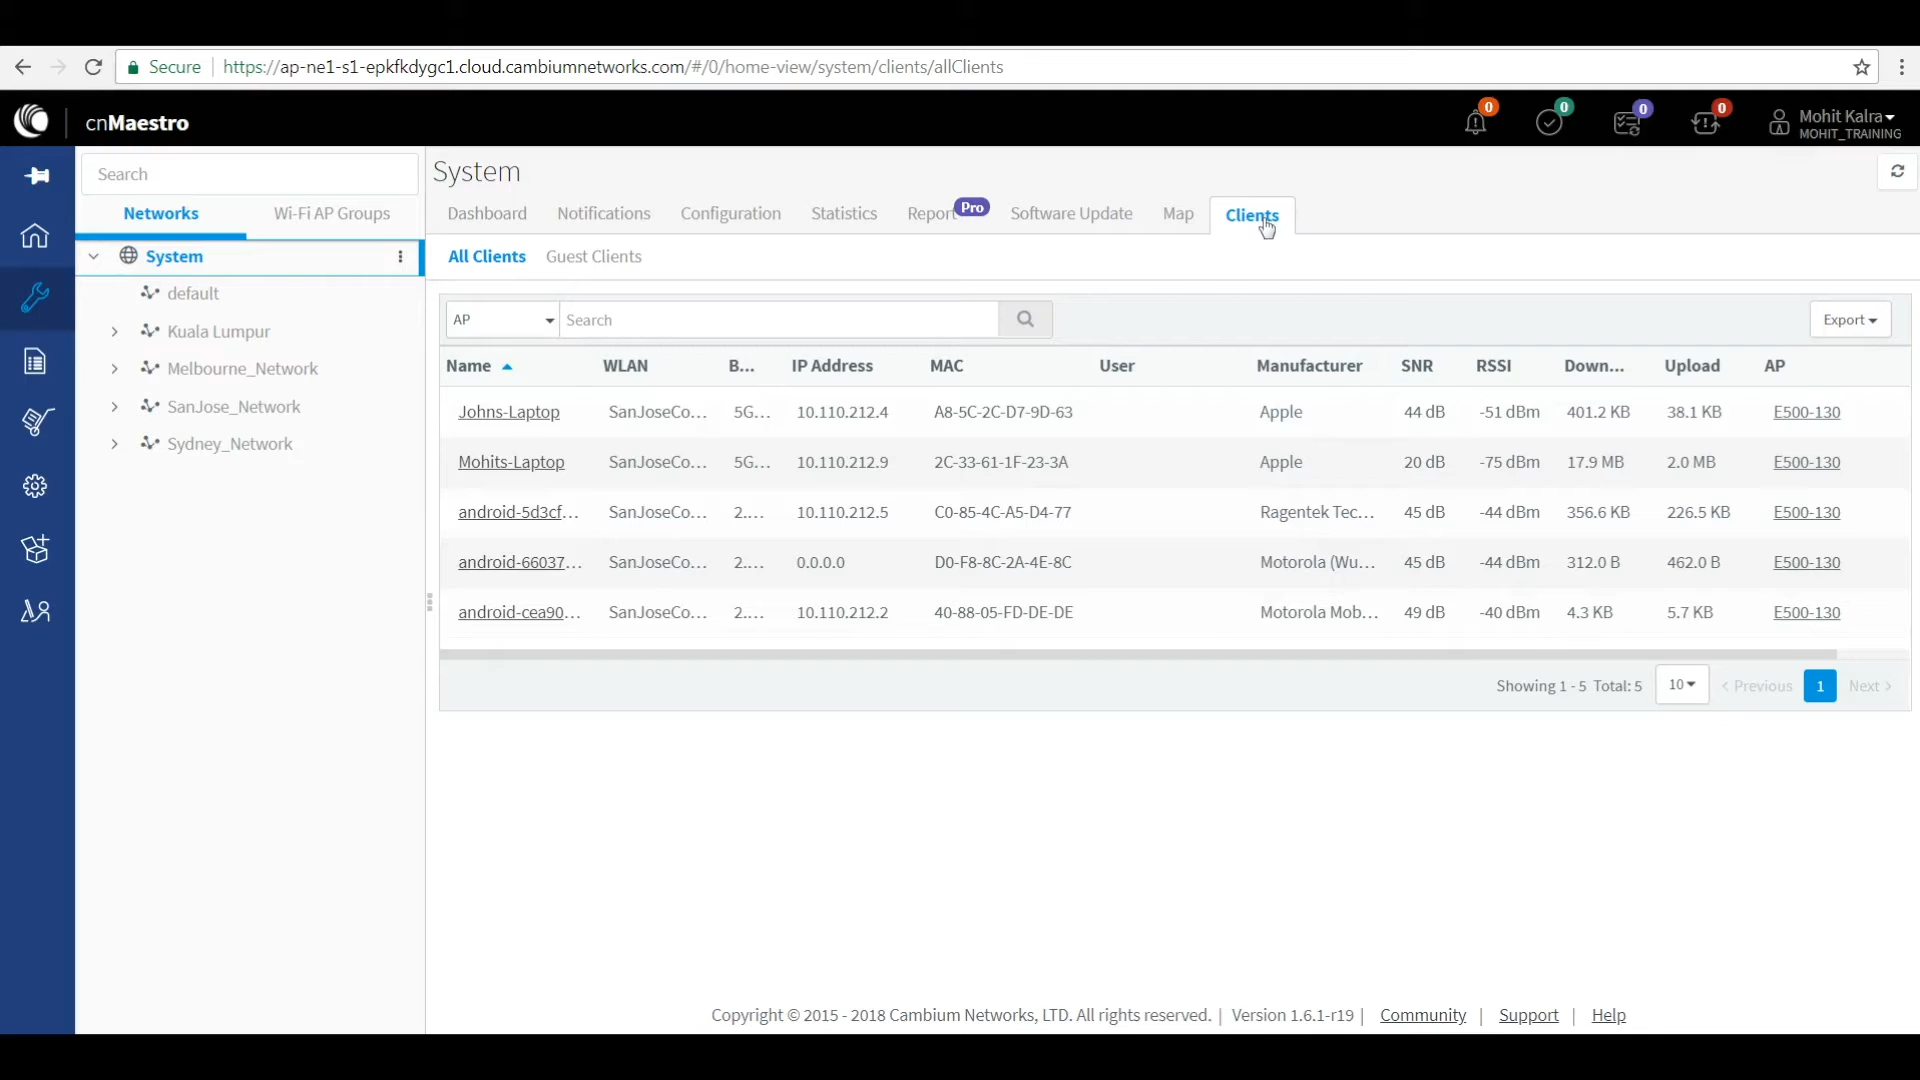 Secure https://ap-ne1-s1-epkfkdygc1.cloud.cambiumnetworks.com/#/0/home-view/system/clients/allClients
cnMaestro
0 0 0 0 Mohit Kalra
MOHIT_TRAINING
Search
System
Networks Wi-Fi AP Groups
Dashboard Notifications Configuration Statistics Report Pro Software Update Map Clients
System
All Clients Guest Clients
default
Kuala Lumpur
Melbourne_Network
SanJose_Network
Sydney_Network
AP Search Export
Name WLAN B... IP Address MAC User Manufacturer SNR RSSI Down... Upload AP
Johns-Laptop SanJoseCo... 5G... 10.110.212.4 A8-5C-2C-D7-9D-63 Apple 44 dB -51 dBm 401.2 KB 38.1 KB E500-130
Mohits-Laptop SanJoseCo... 5G... 10.110.212.9 2C-33-61-1F-23-3A Apple 20 dB -75 dBm 17.9 MB 2.0 MB E500-130
android-5d3cf... SanJoseCo... 2.... 10.110.212.5 C0-85-4C-A5-D4-77 Ragentek Tec... 45 dB -44 dBm 356.6 KB 226.5 KB E500-130
android-66037... SanJoseCo... 2.... 0.0.0.0 D0-F8-8C-2A-4E-8C Motorola (Wu... 45 dB -44 dBm 312.0 B 462.0 B E500-130
android-cea90... SanJoseCo... 2.... 10.110.212.2 40-88-05-FD-DE-DE Motorola Mob... 49 dB -40 dBm 4.3 KB 5.7 KB E500-130
Showing 1 - 5 Total: 5 10 < Previous 1 Next >
Copyright © 2015 - 2018 Cambium Networks, LTD. All rights reserved. | Version 1.6.1-r19 | Community | Support | Help